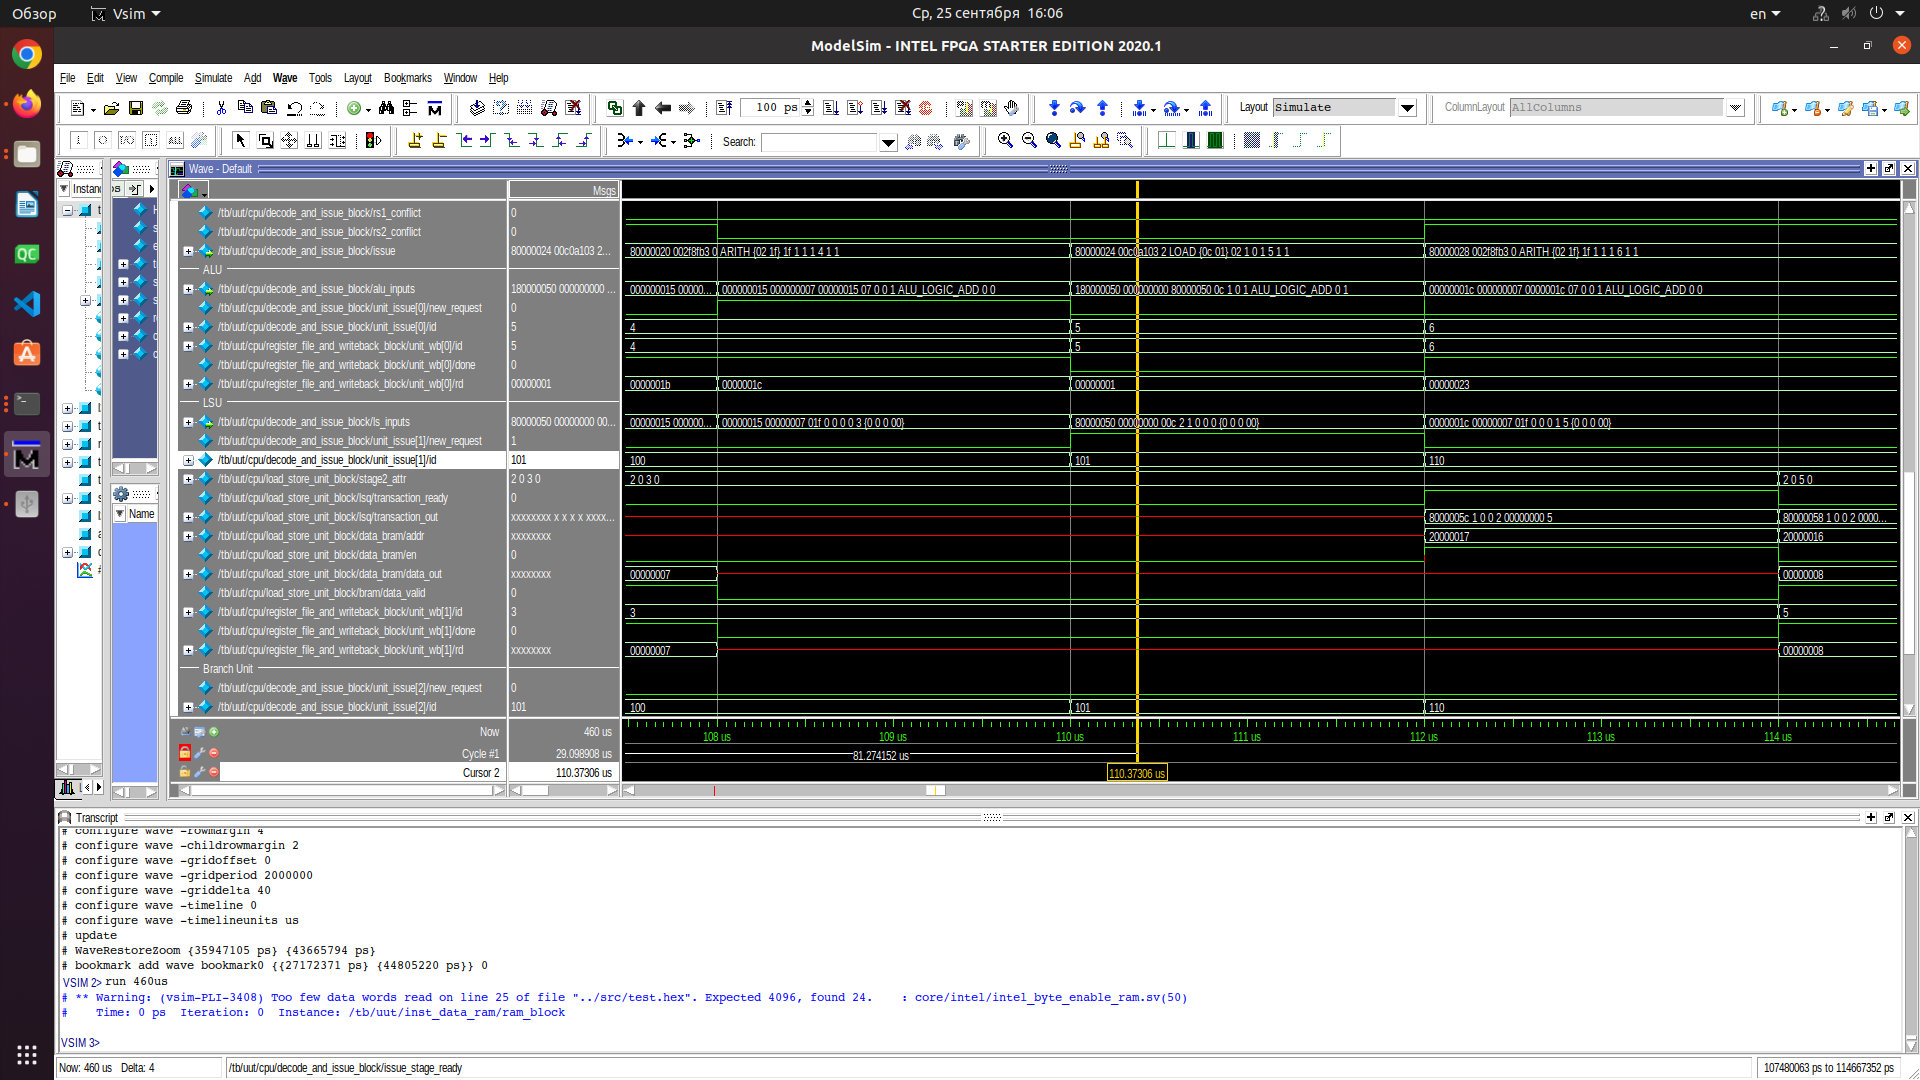 Обзор
Vsim
Ср, 25 сентября 16:06
en
ModelSim - INTEL FPGA STARTER EDITION 2020.1
File Edit View Compile Simulate Add Wave Tools Layout Bookmarks Window Help
100 ps
Layout Simulate
ColumnLayout AllColumns
Search:
Wave - Default
Instanc
Msgs
/tb/uut/cpu/decode_and_issue_block/rs1_conflict 0
/tb/uut/cpu/decode_and_issue_block/rs2_conflict 0
/tb/uut/cpu/decode_and_issue_block/issue 80000024 00c0a103 2... 80000020 002f8fb3 0 ARITH {02 1f} 1f 1 1 1 4 1 1 80000024 00c0a103 2 LOAD {0c 01} 02 1 0 1 5 1 1 80000028 002f8fb3 0 ARITH {02 1f} 1f 1 1 1 6 1 1
ALU
/tb/uut/cpu/decode_and_issue_block/alu_inputs 180000050 000000000 ... 00000015 00000... 00000015 000000007 00000015 07 0 0 1 ALU_LOGIC_ADD 0 0 180000050 000000000 80000050 0c 1 0 1 ALU_LOGIC_ADD 0 1 00000001c 000000007 0000001c 07 0 0 1 ALU_LOGIC_ADD 0 0
/tb/uut/cpu/decode_and_issue_block/unit_issue[0]/new_request 0
/tb/uut/cpu/decode_and_issue_block/unit_issue[0]/id 5 4 5 6
/tb/uut/cpu/register_file_and_writeback_block/unit_wb[0]/id 5 4 5 6
/tb/uut/cpu/register_file_and_writeback_block/unit_wb[0]/done 0
/tb/uut/cpu/register_file_and_writeback_block/unit_wb[0]/rd 00000001 0000001b 0000001c 00000001 00000023
LSU
/tb/uut/cpu/decode_and_issue_block/ls_inputs 80000050 00000000 00... 00000015 000000... 00000015 00000007 01f 0 0 0 0 3 {0 0 0 00} 80000050 00000000 00c 2 1 0 0 0 {0 0 0 00} 0000001c 00000007 01f 0 0 0 1 5 {0 0 0 00}
/tb/uut/cpu/decode_and_issue_block/unit_issue[1]/new_request 1
/tb/uut/cpu/decode_and_issue_block/unit_issue[1]/id 101 100 101 110
/tb/uut/cpu/load_store_unit_block/stage2_attr 2 0 3 0 2 0 3 0 2 0 5 0
/tb/uut/cpu/load_store_unit_block/lsq/transaction_ready 0
/tb/uut/cpu/load_store_unit_block/lsq/transaction_out xxxxxxxx x x x x xxxx... 8000005c 1 0 0 2 00000000 5 80000058 1 0 0 2 0000...
/tb/uut/cpu/load_store_unit_block/data_bram/addr xxxxxxxx 20000017 20000016
/tb/uut/cpu/load_store_unit_block/data_bram/en 0
/tb/uut/cpu/load_store_unit_block/data_bram/data_out xxxxxxxx 00000007 00000008
/tb/uut/cpu/load_store_unit_block/bram/data_valid 0
/tb/uut/cpu/register_file_and_writeback_block/unit_wb[1]/id 3 3 5
/tb/uut/cpu/register_file_and_writeback_block/unit_wb[1]/done 0
/tb/uut/cpu/register_file_and_writeback_block/unit_wb[1]/rd xxxxxxxx 00000007 00000008
Branch Unit
/tb/uut/cpu/decode_and_issue_block/unit_issue[2]/new_request 0
/tb/uut/cpu/decode_and_issue_block/unit_issue[2]/id 101 100 101 110
Name
Now 460 us 108 us 109 us 110 us 111 us 112 us 113 us 114 us
Cycle #1 29.098908 us 81.274152 us
Cursor 2 110.37306 us 110.37306 us
Transcript
# configure wave -rowmargin 4
# configure wave -childrowmargin 2
# configure wave -gridoffset 0
# configure wave -gridperiod 2000000
# configure wave -griddelta 40
# configure wave -timeline 0
# configure wave -timelineunits us
# update
# WaveRestoreZoom {35947105 ps} {43665794 ps}
# bookmark add wave bookmark0 {{27172371 ps} {44805220 ps}} 0
VSIM 2> run 460us
# ** Warning: (vsim-PLI-3408) Too few data words read on line 25 of file "../src/test.hex". Expected 4096, found 24. : core/intel/intel_byte_enable_ram.sv(50)
# Time: 0 ps Iteration: 0 Instance: /tb/uut/inst_data_ram/ram_block
VSIM 3>
Now: 460 us Delta: 4
/tb/uut/cpu/decode_and_issue_block/issue_stage_ready
107480063 ps to 114667352 ps